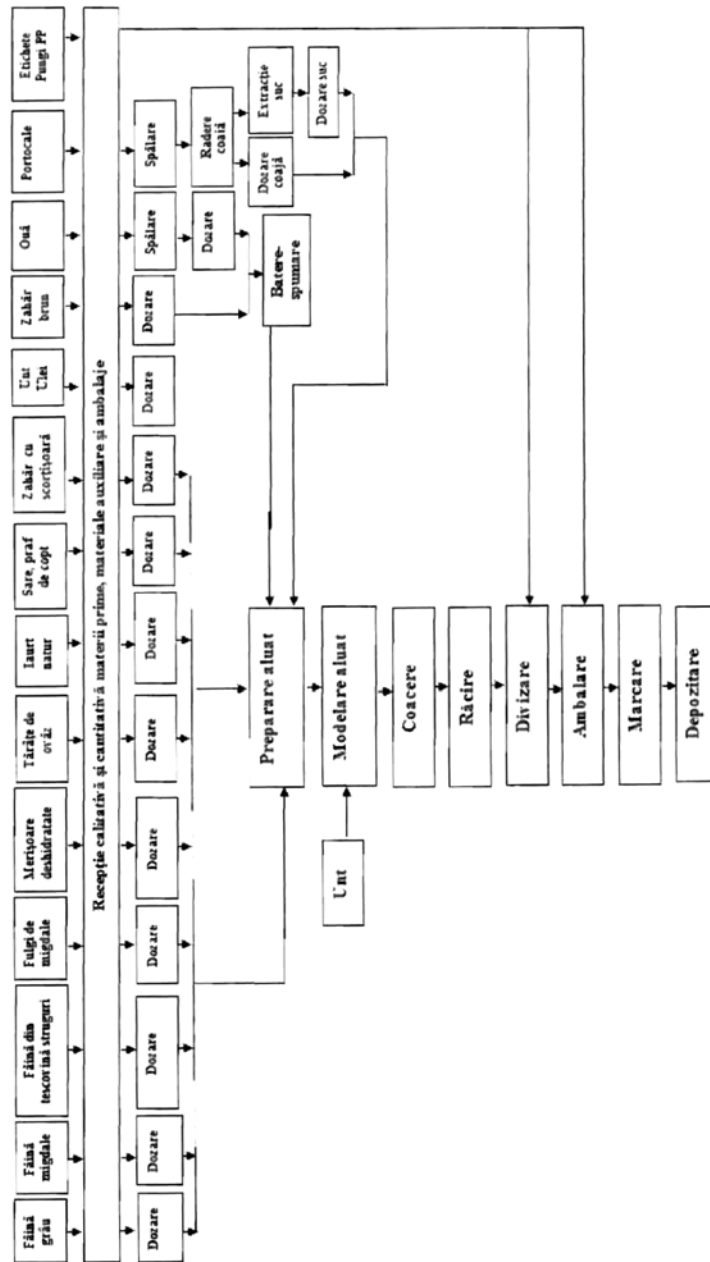 Făină
grâu
Făină
migdale
Făină din
tescovină struguri
Fulgi de
migdale
Merișoare
deshidratate
Tărâțe de
ovăz
Iaurt
natur
Sare, praf
de copt
Zahăr cu
scorțișoară
Unt
Ulei
Zahăr
brun
Ouă
Portocale
Etichete
Pungi PP
Recepție calitativă și cantitativă materii prime, materiale auxiliare și ambalaje
Dozare
Dozare
Dozare
Dozare
Dozare
Dozare
Dozare
Dozare
Dozare
Dozare
Dozare
Spălare
Spălare
Dozare
Radere
coajă
Batere-
spumare
Dozare
coajă
Extracție
suc
Dozare suc
Preparare aluat
Unt
Modelare aluat
Coacere
Răcire
Divizare
Ambalare
Marcare
Depozitare